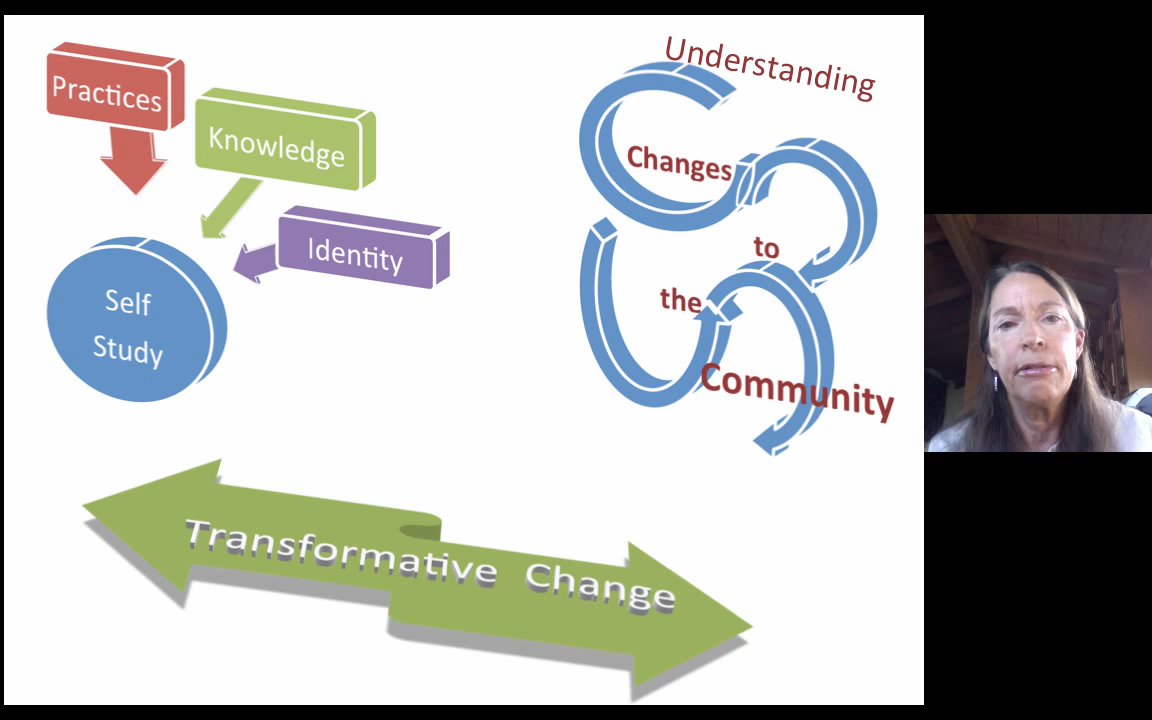 Practices
Knowledge
Identity
Self
Study
Understanding
Changes
to
the
Community
Transformative Change